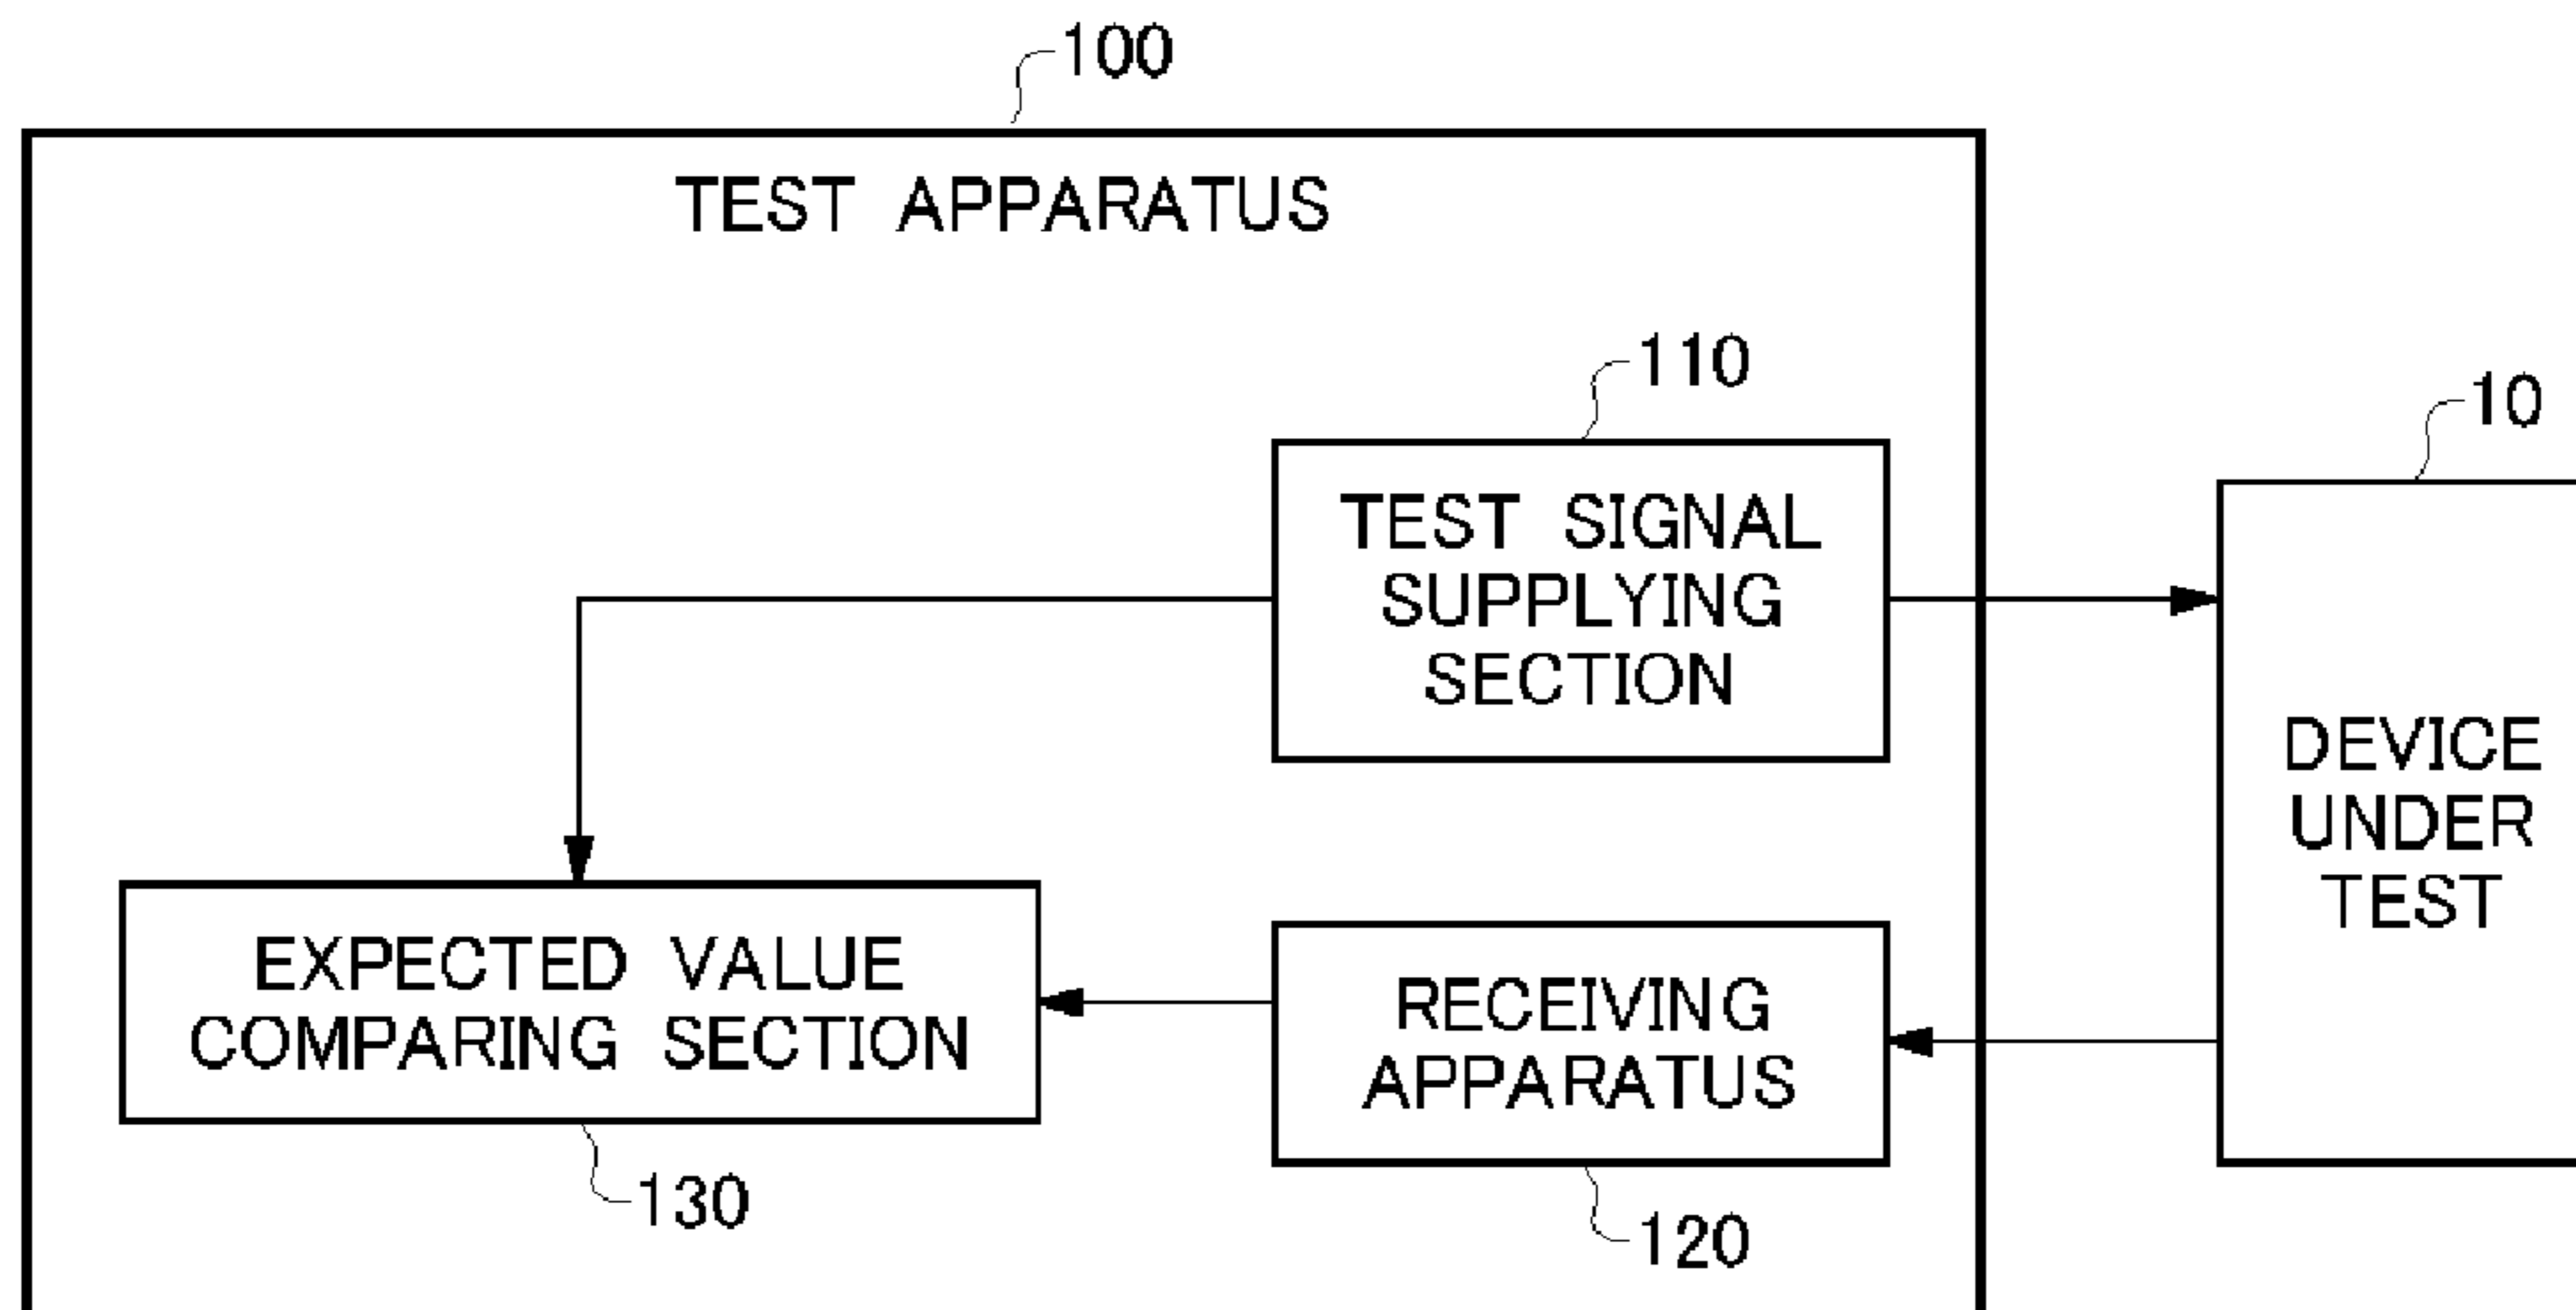 100
TEST APPARATUS
110
TEST SIGNAL
SUPPLYING
SECTION
10
DEVICE
UNDER
TEST
EXPECTED VALUE
COMPARING SECTION
130
RECEIVING
APPARATUS
120